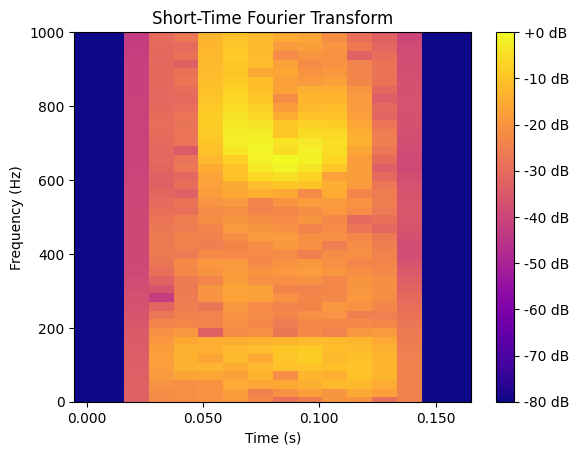 Short-Time Fourier Transform
1000
800
600
400
200
0
Frequency (Hz)
0.000
0.050
0.100
0.150
Time (s)
+0 dB
-10 dB
-20 dB
-30 dB
-40 dB
-50 dB
-60 dB
-70 dB
-80 dB